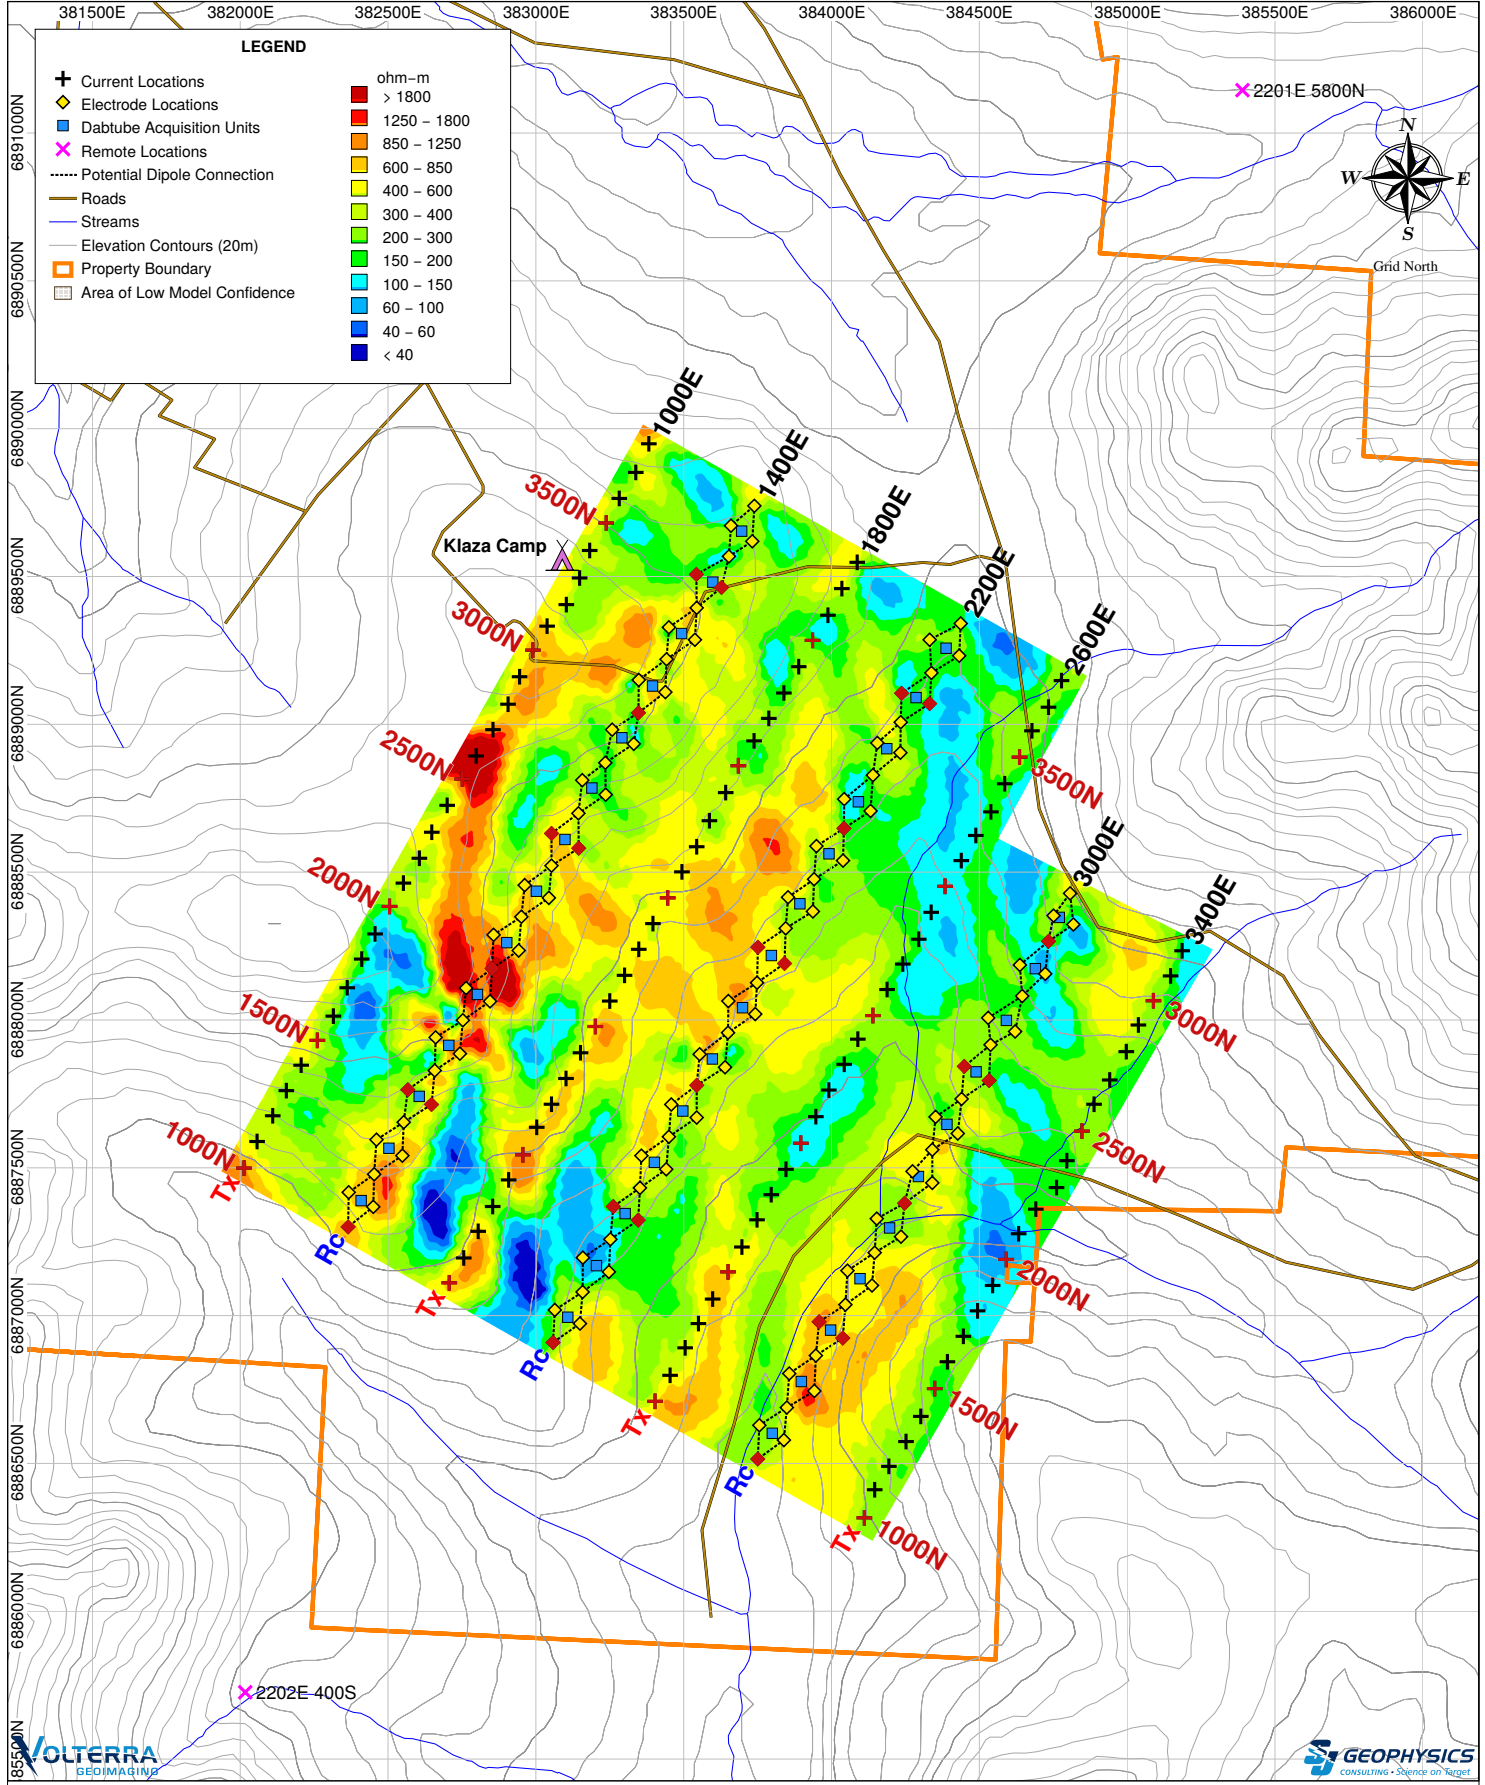 381500E 382000E 382500E 383000E 383500E 384000E 384500E 385000E 385500E 386000E
LEGEND
Current Locations
Electrode Locations
Dabtube Acquisition Units
Remote Locations
Potential Dipole Connection
Roads
Streams
Elevation Contours (20m)
Property Boundary
Area of Low Model Confidence
ohm-m
> 1800
1250 - 1800
850 - 1250
600 - 850
400 - 600
300 - 400
200 - 300
150 - 200
100 - 150
60 - 100
40 - 60
< 40
2201E 5800N
N
W E
S
Grid North
6891000N
6890500N
6890000N
6889500N
6889000N
6888500N
6888000N
6887500N
6887000N
6886500N
6886000N
1000E
1400E
1800E
2200E
2600E
3000E
3400E
3500N
Klaza Camp
3000N
2500N
2000N
1500N
1000N
3500N
3000N
2500N
2000N
1500N
1000N
Tx
Rc
Tx
Rc
Tx
Rc
Tx
2202E 400S
VOLTERRA
GEOIMAGING
SJ GEOPHYSICS
CONSULTING • Science on Target